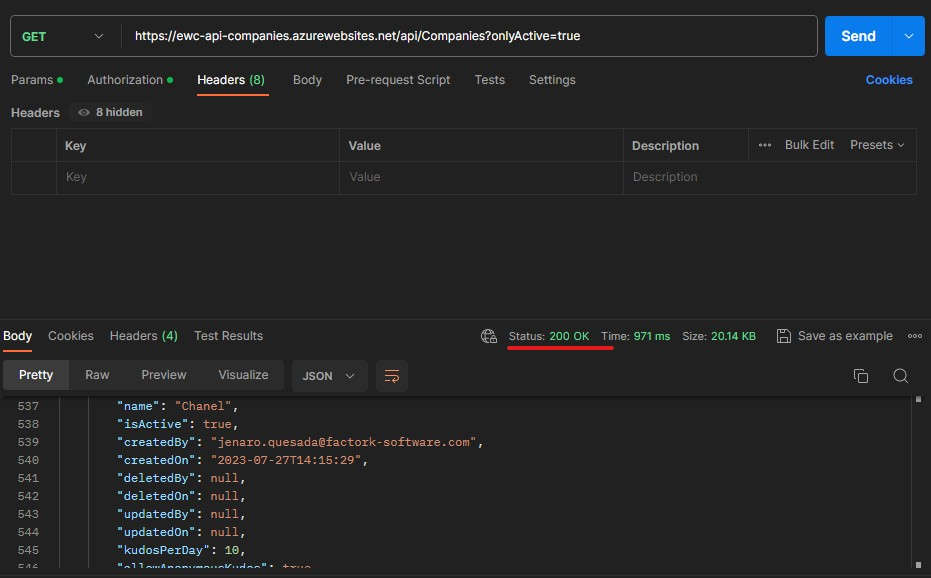 GET https://ewc-api-companies.azurewebsites.net/api/Companies?onlyActive=true Send
Params Authorization Headers (8) Body Pre-request Script Tests Settings Cookies
Headers 8 hidden
Key Value Description ••• Bulk Edit Presets
Key Value Description
Body Cookies Headers (4) Test Results Status: 200 OK Time: 971 ms Size: 20.14 KB Save as example
Pretty Raw Preview Visualize JSON
537 "name": "Chanel",
538 "isActive": true,
539 "createdBy": "jenaro.quesada@factork-software.com",
540 "createdOn": "2023-07-27T14:15:29",
541 "deletedBy": null,
542 "deletedOn": null,
543 "updatedBy": null,
544 "updatedOn": null,
545 "kudosPerDay": 10,
546 "allowAnonymousKudos": true